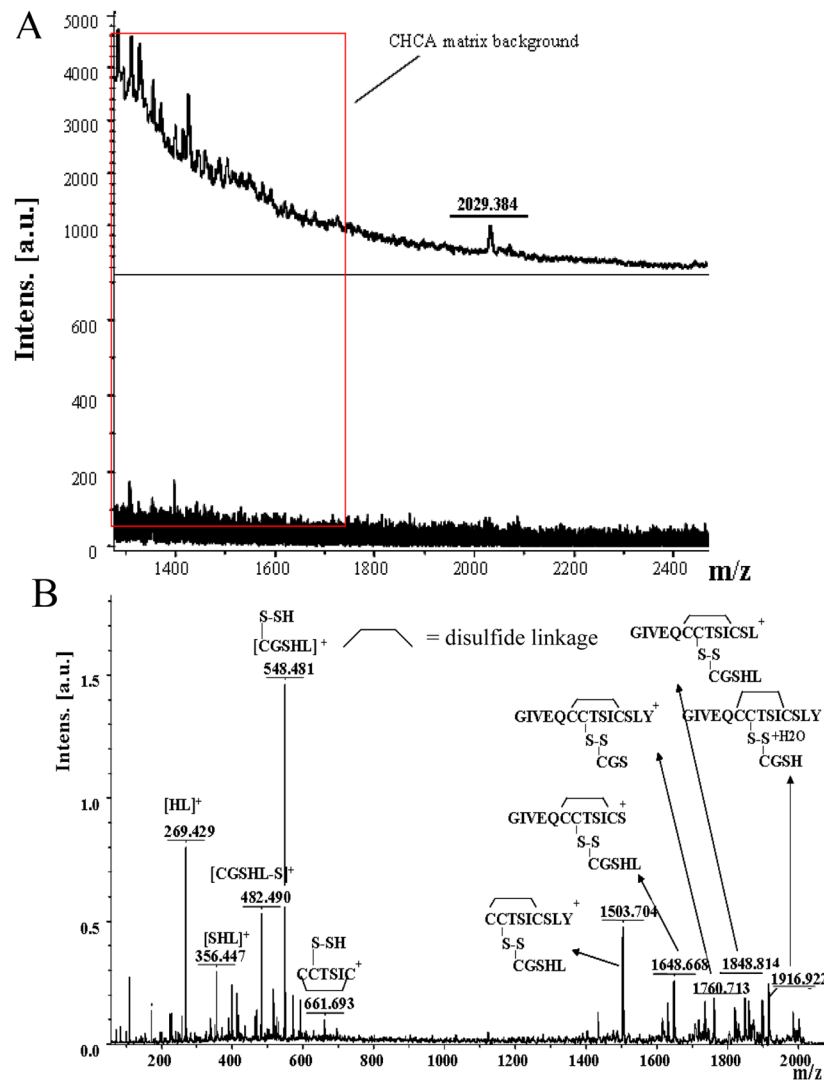 A
5000
4000
3000
2000
1000
CHCA matrix background
2029.384
Intens. [a.u.]
600
400
200
0
1400 1600 1800 2000 2200 2400
m/z
B
S-SH
[CGSHL]+
548.481
= disulfide linkage
GIVEQCCTSICSL+
S-S
CGSHL
1.5
Intens. [a.u.]
GIVEQCCTSICSLY+
S-S
CGS
GIVEQCCTSICSLY
S-S+H2O
CGSH
1.0
[HL]+
269.429
GIVEQCCTSICS+
S-S
CGSHL
[CGSHL-S]+
482.490
0.5
[SHL]+
356.447
S-SH
CCTSIC+
661.693
CCTSICSLY+
S-S
CGSHL
1503.704
1648.668
1760.713
1848.814
1916.922
0.0
200 400 600 800 1000 1200 1400 1600 1800 2000
m/z